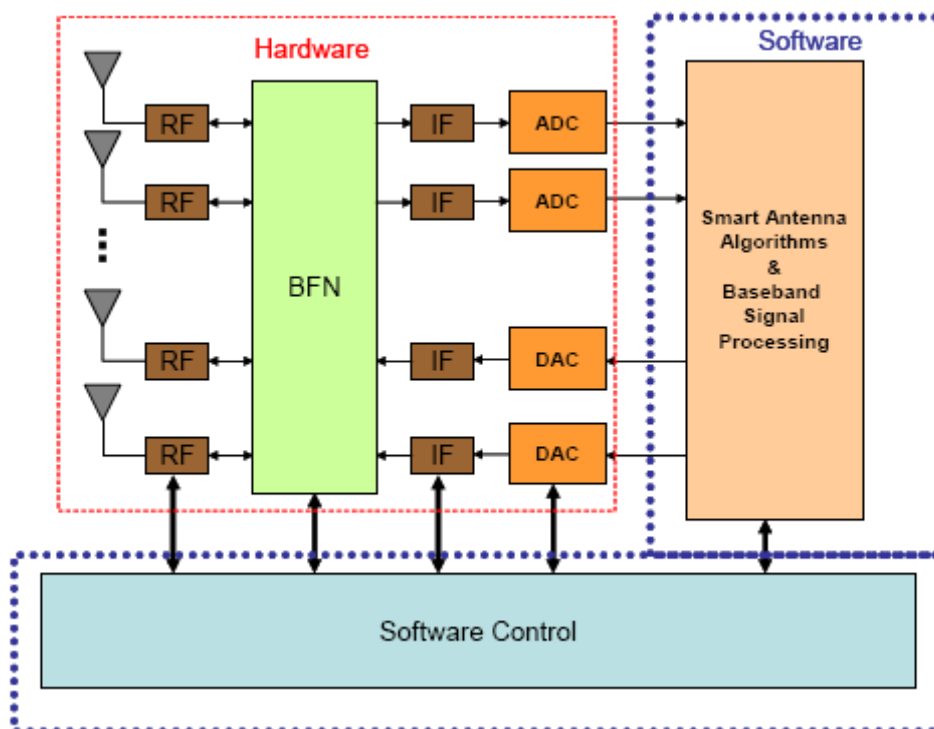 Hardware
Software
RF
IF
ADC
RF
IF
ADC
BFN
Smart Antenna
Algorithms
&
Baseband
Signal
Processing
RF
IF
DAC
RF
IF
DAC
Software Control